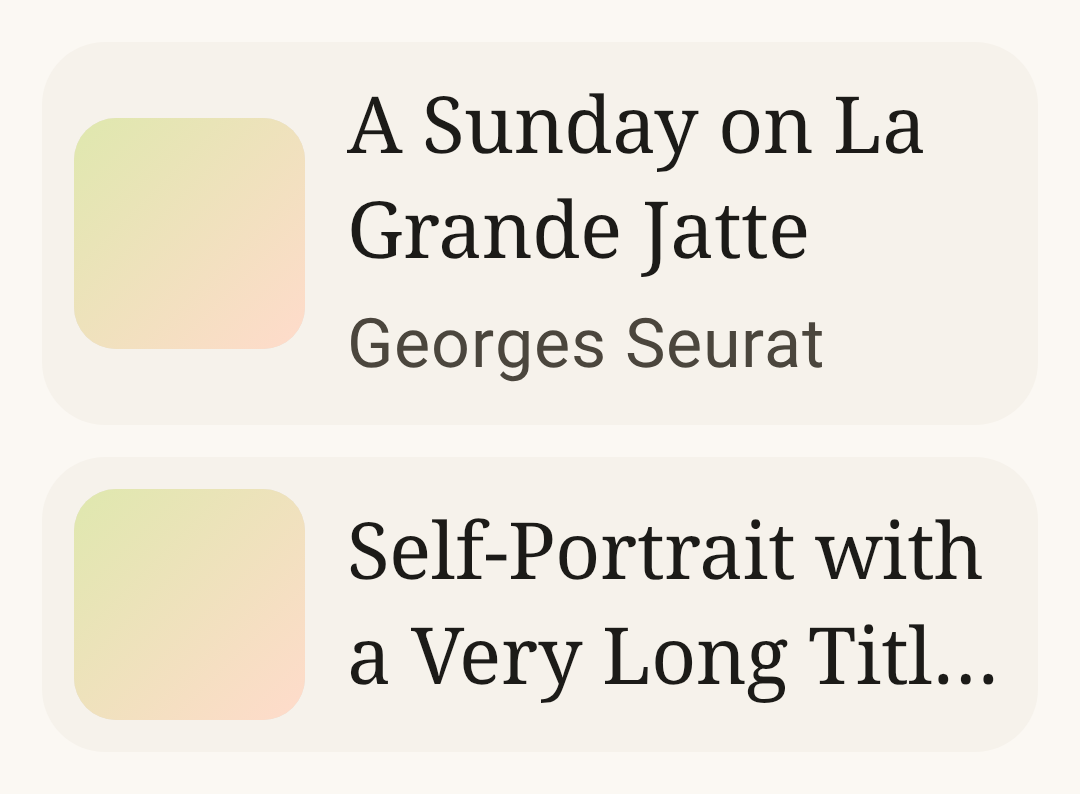 A Sunday on La
Grande Jatte
Georges Seurat
Self-Portrait with
a Very Long Titl...